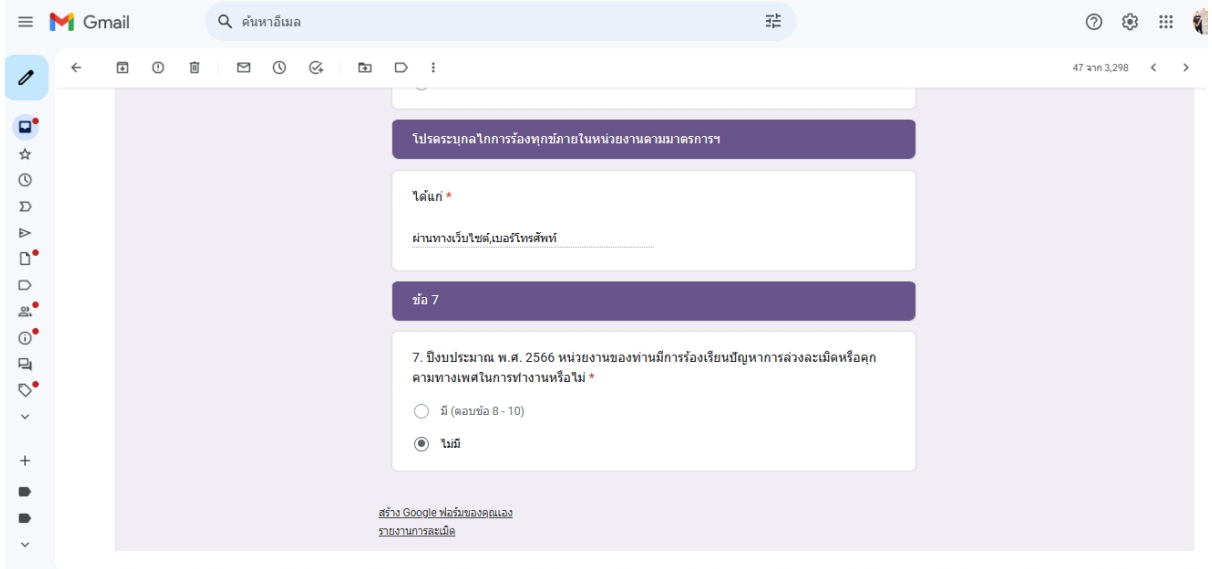 Gmail
ค้นหาอีเมล
47 จาก 3,298
โปรดระบุกลไกการร้องทุกข์ภายในหน่วยงานตามมาตรการฯ
ได้แก่ *
ผ่านทางเว็บไซต์,เบอร์โทรศัพท์
ข้อ 7
7. ปีงบประมาณ พ.ศ. 2566 หน่วยงานของท่านมีการร้องเรียนปัญหาการล่วงละเมิดหรือคุก
คามทางเพศในการทำงานหรือไม่ *
มี (ตอบข้อ 8 - 10)
ไม่มี
สร้าง Google ฟอร์มของคุณเอง
รายงานการละเมิด